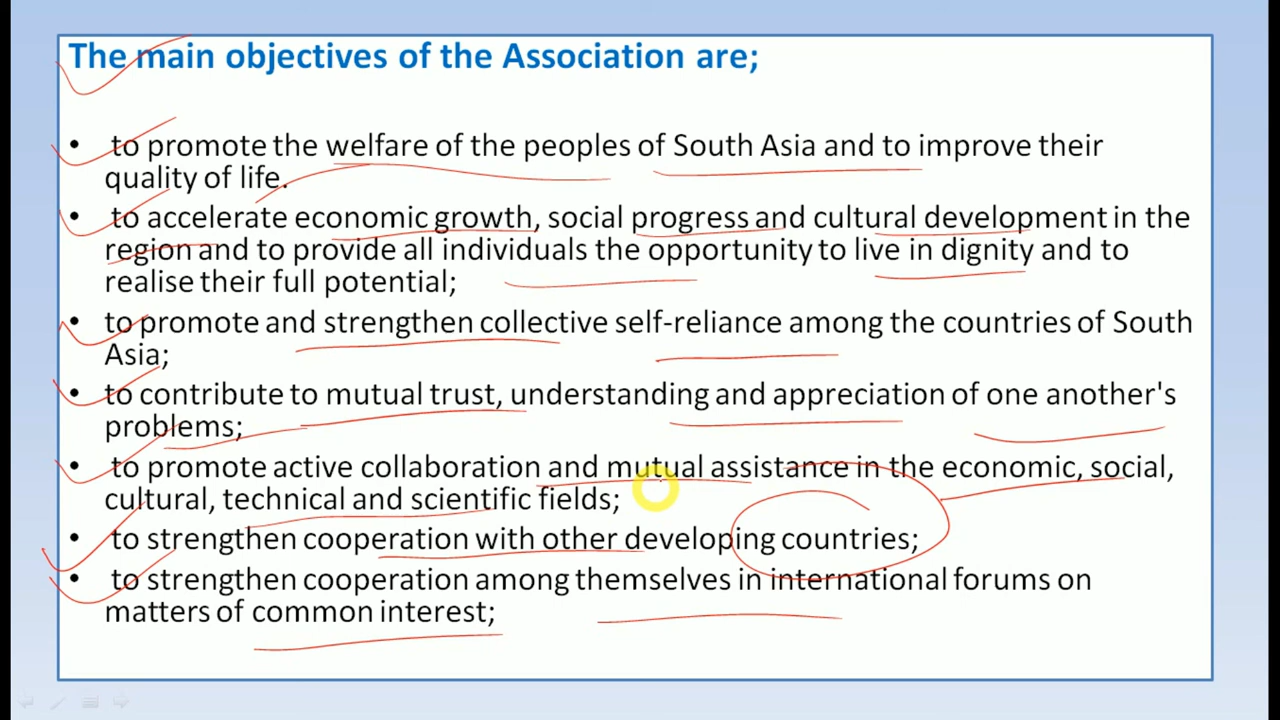 The main objectives of the Association are;
• to promote the welfare of the peoples of South Asia and to improve their
quality of life.
• to accelerate economic growth, social progress and cultural development in the
region and to provide all individuals the opportunity to live in dignity and to
realise their full potential;
• to promote and strengthen collective self-reliance among the countries of South
Asia;
• to contribute to mutual trust, understanding and appreciation of one another's
problems;
• to promote active collaboration and mutual assistance in the economic, social,
cultural, technical and scientific fields;
• to strengthen cooperation with other developing countries;
• to strengthen cooperation among themselves in international forums on
matters of common interest;